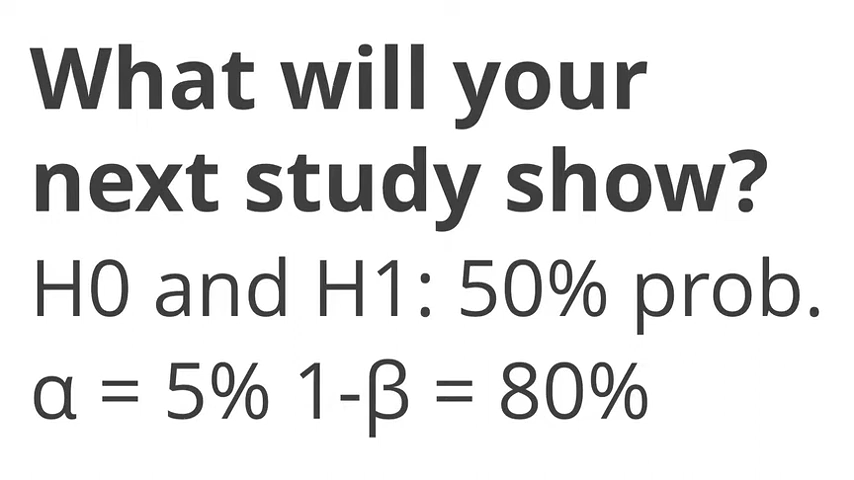 What will your
next study show?
H0 and H1: 50% prob.
α = 5% 1-β = 80%